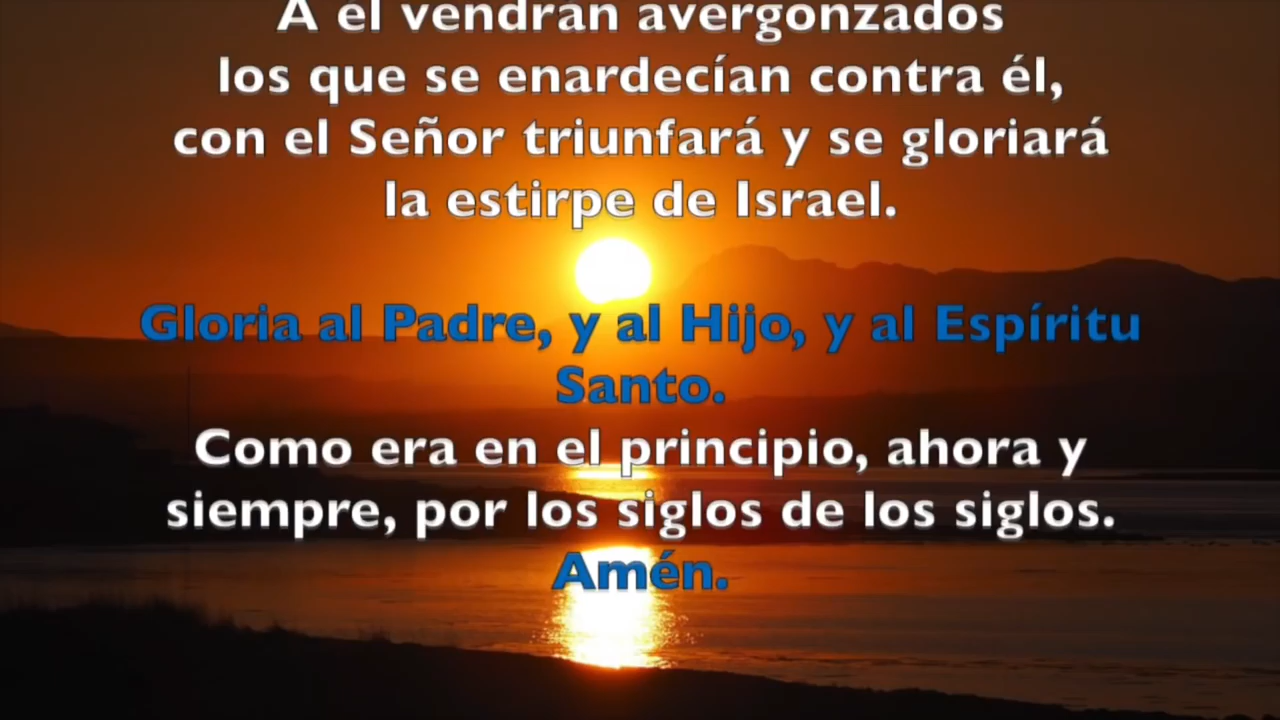 A él vendrán avergonzados
los que se enardecían contra él,
con el Señor triunfará y se gloriará
la estirpe de Israel.
Gloria al Padre, y al Hijo, y al Espíritu
Santo.
Como era en el principio, ahora y
siempre, por los siglos de los siglos.
Amén.